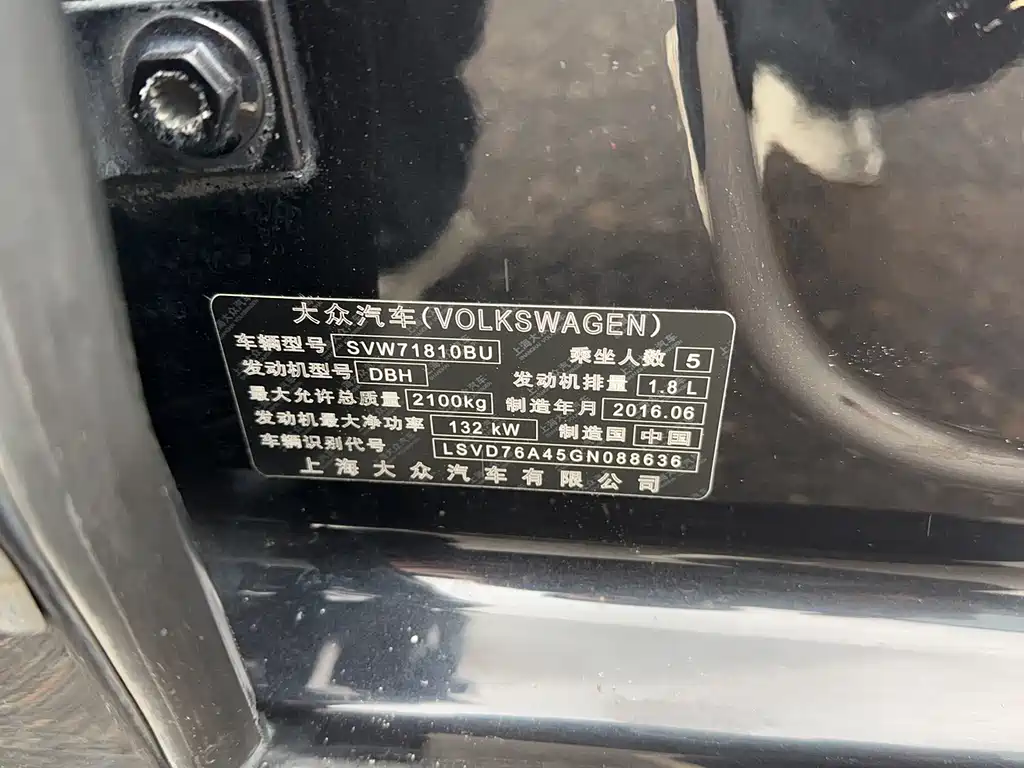 大众汽车(VOLKSWAGEN)
车辆型号 SVW71810BU 乘坐人数 5
发动机型号 DBH 发动机排量 1.8 L
最大允许总质量 2100kg 制造年月 2016.06
发动机最大净功率 132 kW 制造国 中国
车辆识别代号 LSVD76A45GN088636
上海大众汽车有限公司